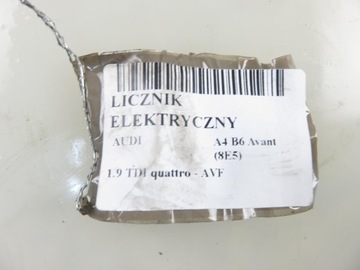 LICZNIK
ELEKTRYCZNY
AUDI A4 B6 Avant
(8E5)
1.9 TDI quattro - AVF